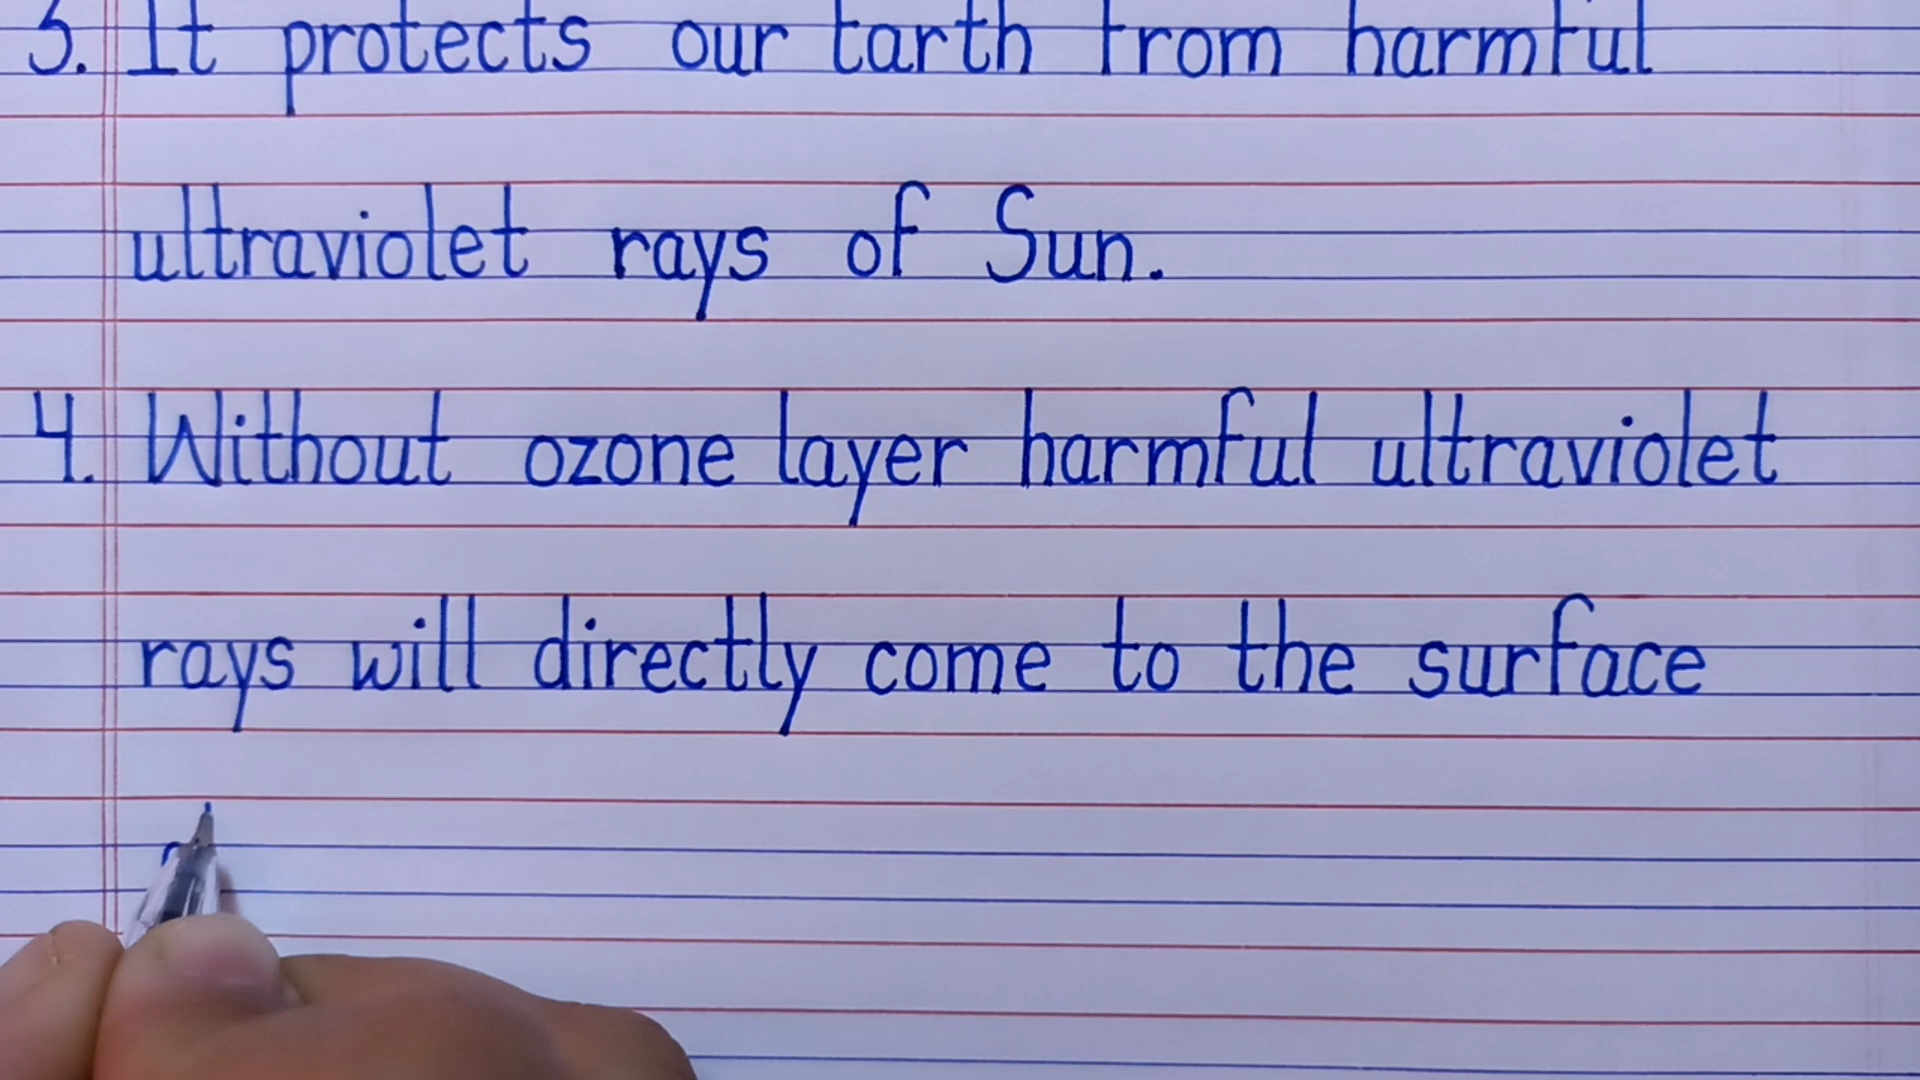 3. It protects our Earth from harmful
ultraviolet rays of Sun.
4. Without ozone layer harmful ultraviolet
rays will directly come to the surface